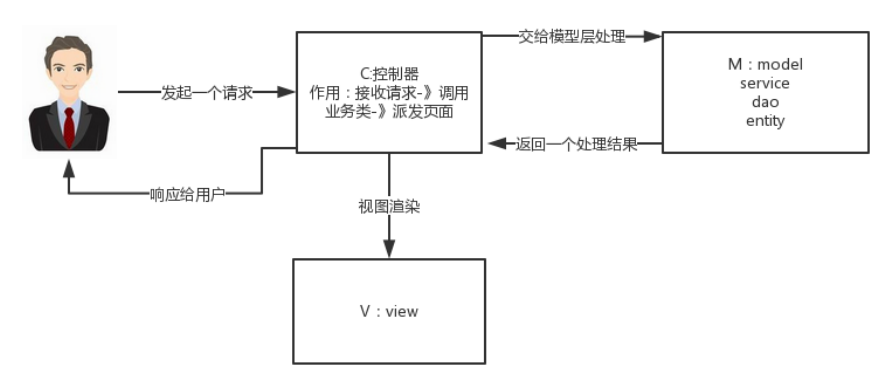 交给模型层处理
C:控制器
作用：接收请求-》调用
业务类-》派发页面
M：model
service
dao
entity
发起一个请求
返回一个处理结果
响应给用户
视图渲染
V：view